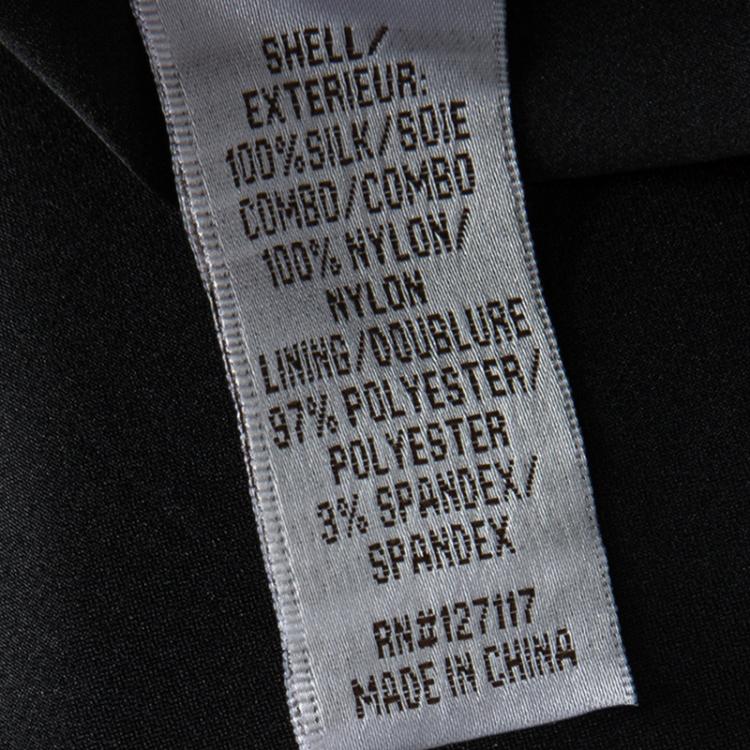 SHELL/
EXTERIEUR:
100%SILK/SOIE
COMBO/COMBO
100% NYLON/
NYLON
LINING/DOUBLURE
97% POLYESTER/
POLYESTER
3% SPANDEX/
SPANDEX
RN#127117
MADE IN CHINA